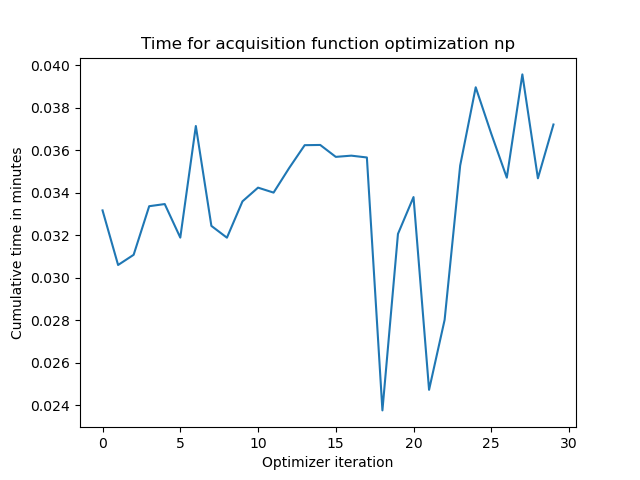 Time for acquisition function optimization np
0.040
0.038
0.036
0.034
0.032
0.030
0.028
0.026
0.024
Cumulative time in minutes
0 5 10 15 20 25 30
Optimizer iteration